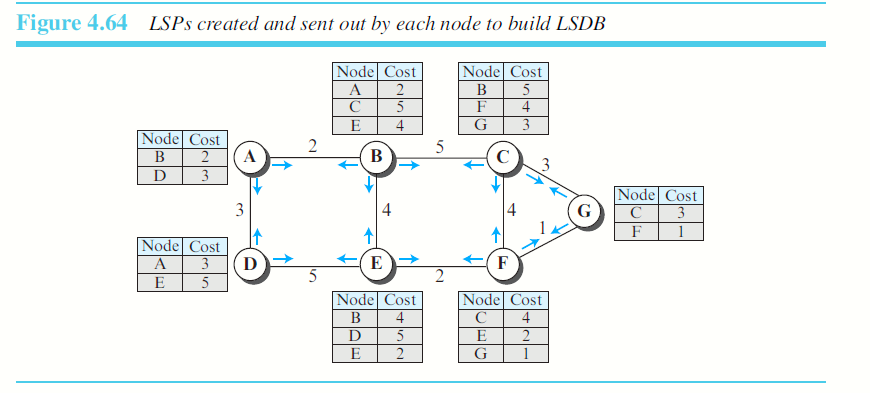 Figure 4.64 LSPs created and sent out by each node to build LSDB
Node Cost
A 2
C 5
E 4
Node Cost
B 5
F 4
G 3
Node Cost
B 2
D 3
A
2
B
5
C
3
Node Cost
C 3
F 1
3
4
4
1
G
Node Cost
A 3
E 5
D
5
E
2
F
Node Cost
B 4
D 5
E 2
Node Cost
C 4
E 2
G 1